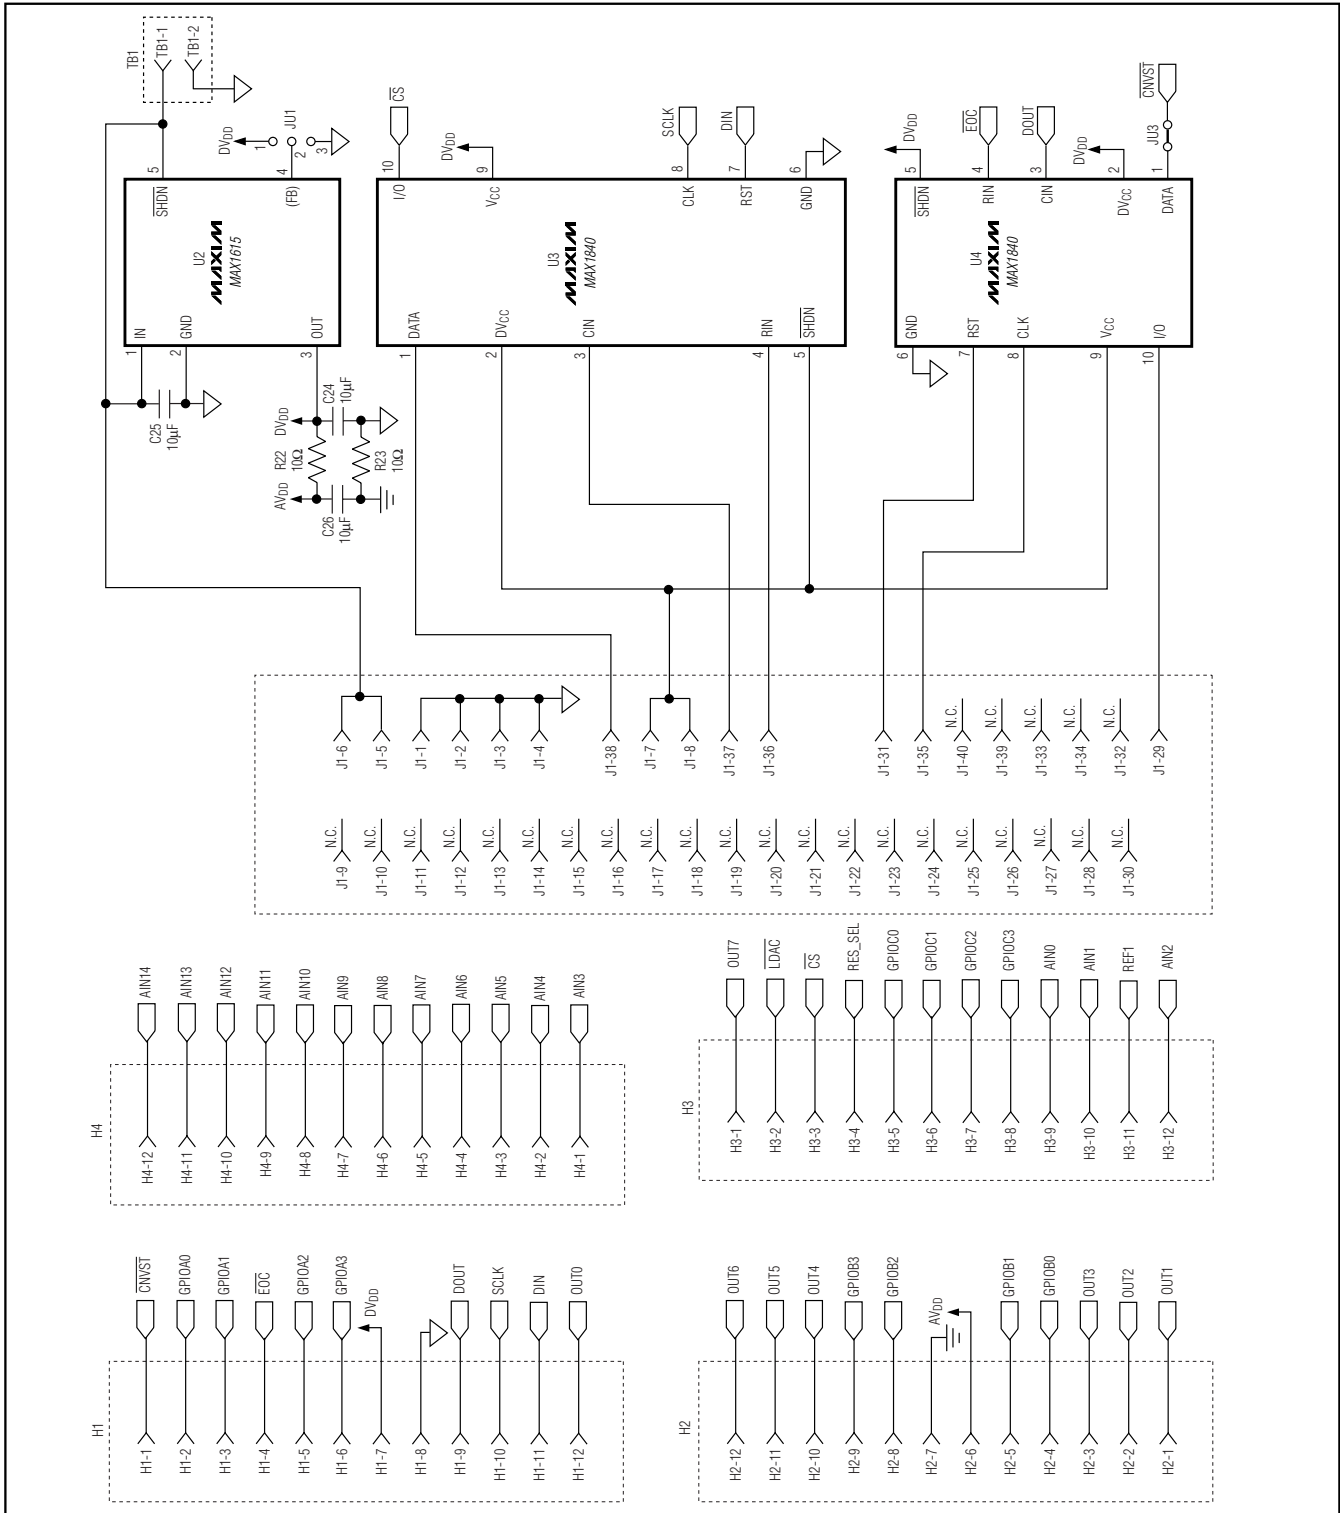 TB1
TB1-1
TB1-2
DVDD
1
JU1
2
3
5
4
SHDN
(FB)
U2
MAXIM
MAX1615
IN
GND
OUT
1
2
3
C25
10µF
DVDD
C24
10µF
R22
10Ω
R23
10Ω
AVDD
C26
10µF
CS
10
I/O
DVDD
9
VCC
SCLK
8
CLK
DIN
7
RST
6
GND
U3
MAXIM
MAX1840
DATA
DVCC
CIN
RIN
SHDN
1
2
3
4
5
DVDD
5
SHDN
EOC
4
RIN
DOUT
3
CIN
DVDD
2
DVCC
CNVST
JU3
1
DATA
U4
MAXIM
MAX1840
GND
RST
CLK
VCC
I/O
6
7
8
9
10
J1-6
J1-5
J1-1
J1-2
J1-3
J1-4
J1-38
J1-7
J1-8
J1-37
J1-36
J1-31
J1-35
J1-40 N.C.
J1-39 N.C.
J1-33 N.C.
J1-34 N.C.
J1-32 N.C.
J1-29
J1-9 N.C.
J1-10 N.C.
J1-11 N.C.
J1-12 N.C.
J1-13 N.C.
J1-14 N.C.
J1-15 N.C.
J1-16 N.C.
J1-17 N.C.
J1-18 N.C.
J1-19 N.C.
J1-20 N.C.
J1-21 N.C.
J1-22 N.C.
J1-23 N.C.
J1-24 N.C.
J1-25 N.C.
J1-26 N.C.
J1-27 N.C.
J1-28 N.C.
J1-30 N.C.
H4
H4-12 AIN14
H4-11 AIN13
H4-10 AIN12
H4-9 AIN11
H4-8 AIN10
H4-7 AIN9
H4-6 AIN8
H4-5 AIN7
H4-4 AIN6
H4-3 AIN5
H4-2 AIN4
H4-1 AIN3
H3
H3-1 OUT7
H3-2 LDAC
H3-3 CS
H3-4 RES_SEL
H3-5 GPIOC0
H3-6 GPIOC1
H3-7 GPIOC2
H3-8 GPIOC3
H3-9 AIN0
H3-10 AIN1
H3-11 REF1
H3-12 AIN2
H1
H1-1 CNVST
H1-2 GPIOA0
H1-3 GPIOA1
H1-4 EOC
H1-5 GPIOA2
H1-6 GPIOA3
H1-7 DVDD
H1-8
H1-9 DOUT
H1-10 SCLK
H1-11 DIN
H1-12 OUT0
H2
H2-12 OUT6
H2-11 OUT5
H2-10 OUT4
H2-9 GPIOB3
H2-8 GPIOB2
H2-7
H2-6 AVDD
H2-5 GPIOB1
H2-4 GPIOB0
H2-3 OUT3
H2-2 OUT2
H2-1 OUT1